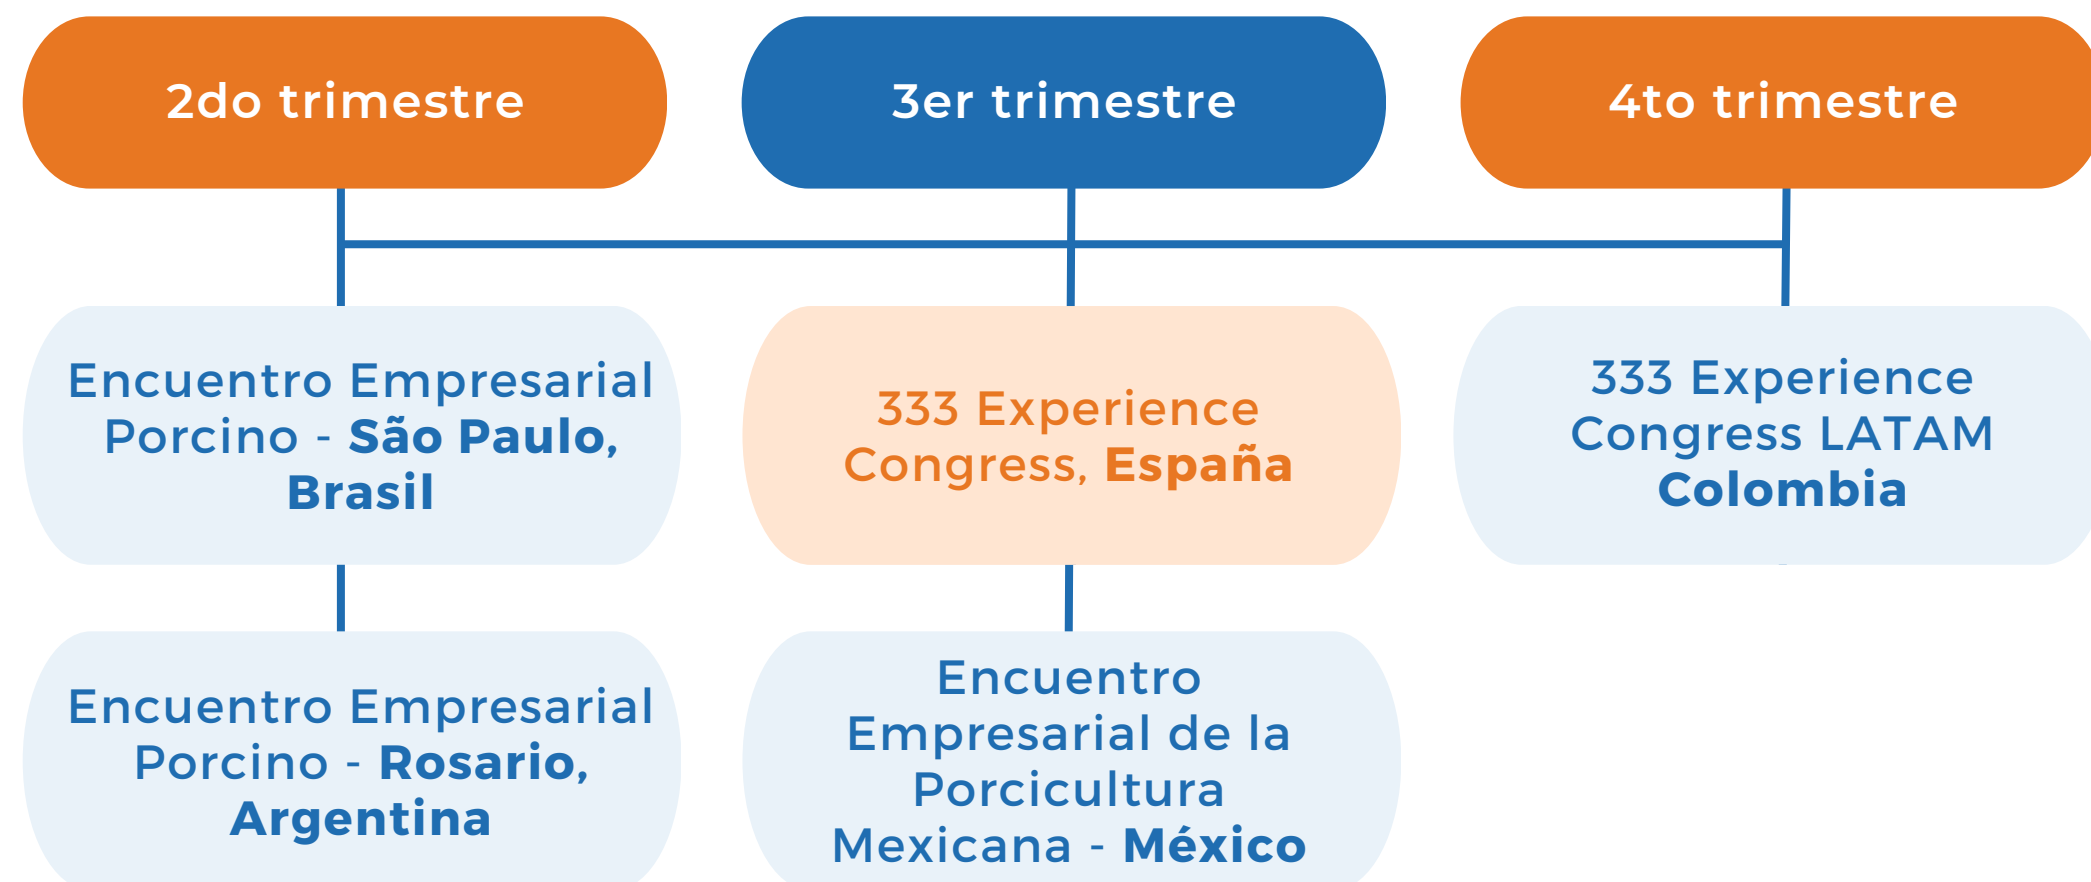 2do trimestre
3er trimestre
4to trimestre
Encuentro Empresarial
Porcino - São Paulo,
Brasil
333 Experience
Congress, España
333 Experience
Congress LATAM
Colombia
Encuentro Empresarial
Porcino - Rosario,
Argentina
Encuentro
Empresarial de la
Porcicultura
Mexicana - México